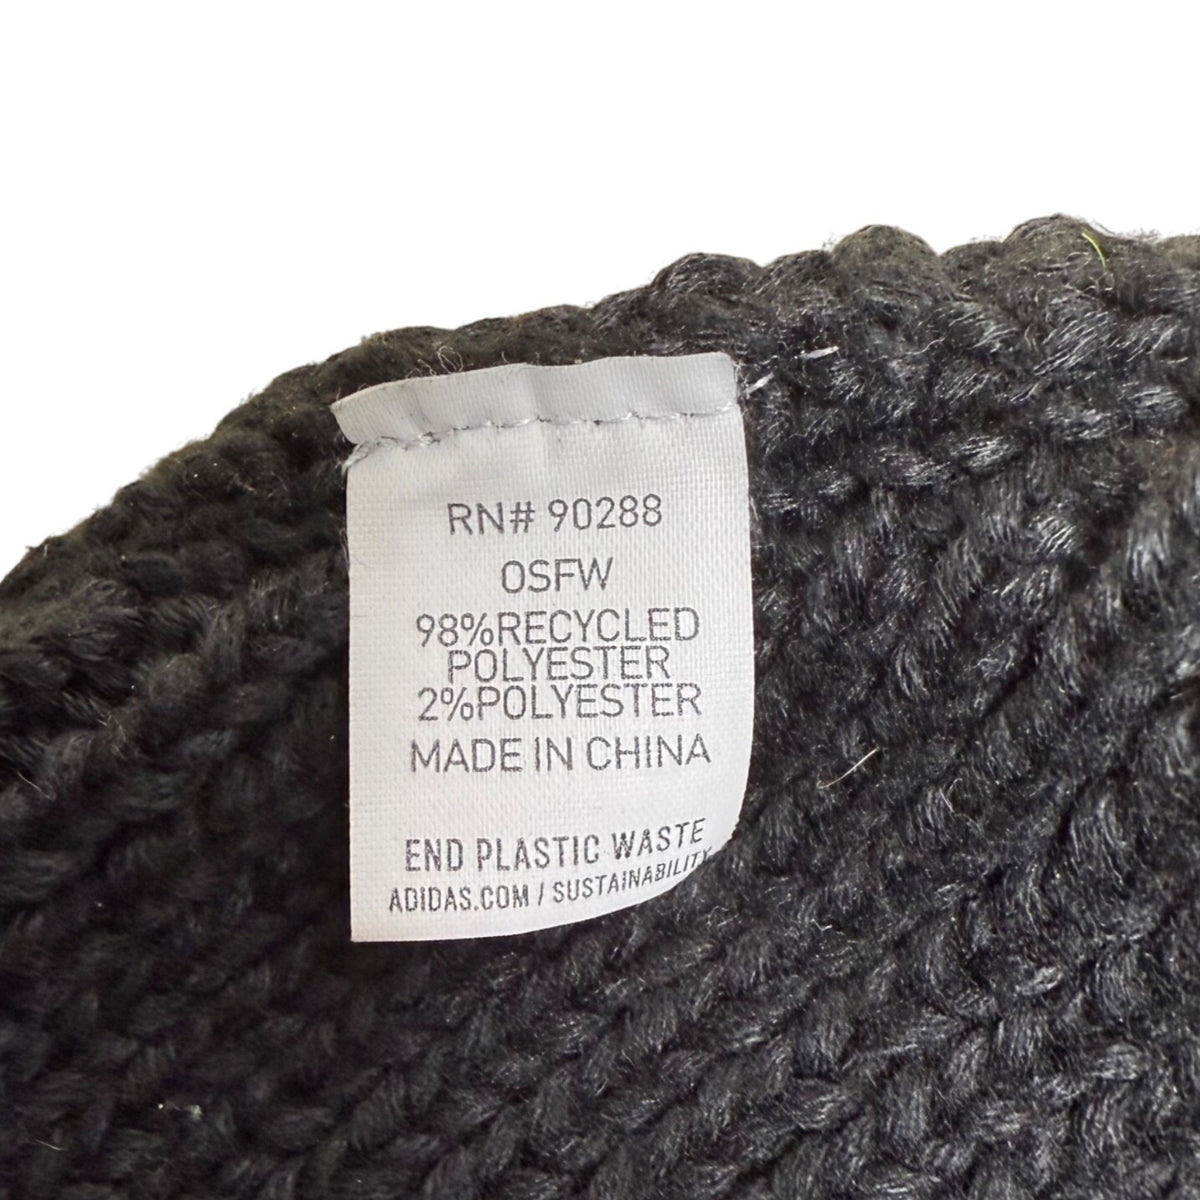 RN# 90288
OSFW
98%RECYCLED
POLYESTER
2%POLYESTER
MADE IN CHINA
END PLASTIC WASTE
ADIDAS.COM / SUSTAINABILITY